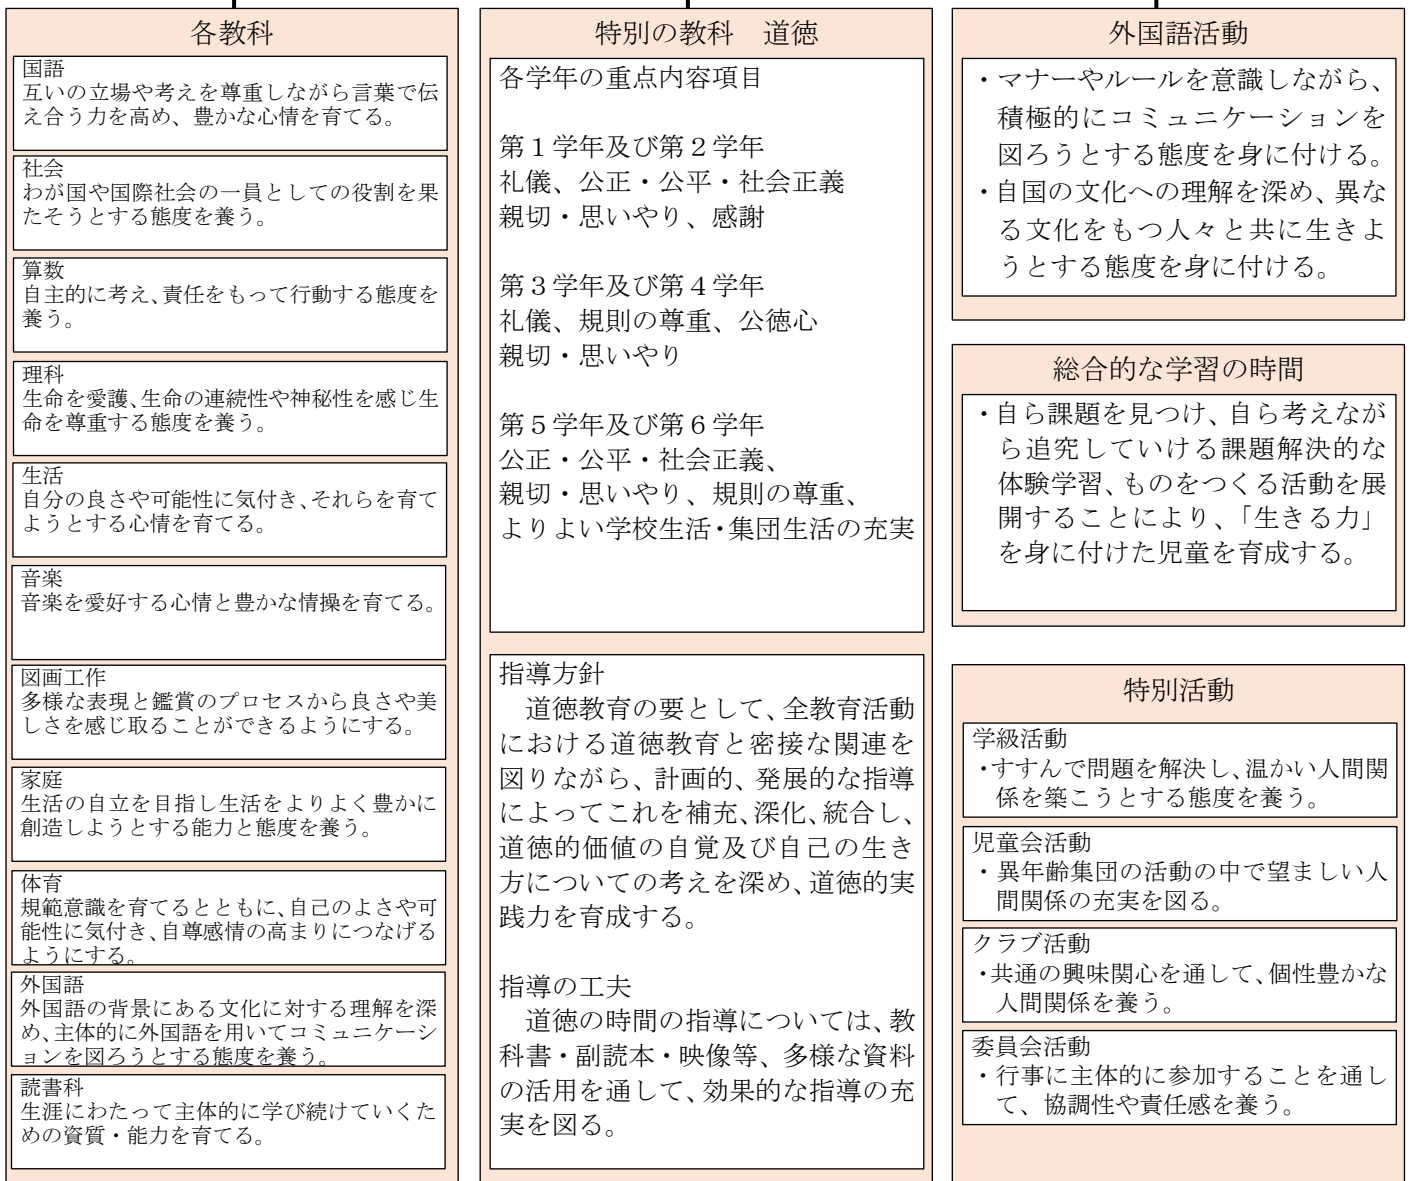 各教科
国語
互いの立場や考えを尊重しながら言葉で伝
え合う力を高め、豊かな心情を育てる。
社会
わが国や国際社会の一員としての役割を果
たそうとする態度を養う。
算数
自主的に考え、責任をもって行動する態度を
養う。
理科
生命を愛護、生命の連続性や神秘性を感じ生
命を尊重する態度を養う。
生活
自分の良さや可能性に気付き、それらを育て
ようとする心情を育てる。
音楽
音楽を愛好する心情と豊かな情操を育てる。
図画工作
多様な表現と鑑賞のプロセスから良さや美
しさを感じ取ることができるようにする。
家庭
生活の自立を目指し生活をよりよく豊かに
創造しようとする能力と態度を養う。
体育
規範意識を育てるとともに、自己のよさや可
能性に気付き、自尊感情の高まりにつなげる
ようにする。
外国語
外国語の背景にある文化に対する理解を深
め、主体的に外国語を用いてコミュニケーシ
ョンを図ろうとする態度を養う。
読書科
生涯にわたって主体的に学び続けていくた
めの資質・能力を育てる。
特別の教科　道徳
各学年の重点内容項目
第１学年及び第２学年
礼儀、公正・公平・社会正義
親切・思いやり、感謝
第３学年及び第４学年
礼儀、規則の尊重、公徳心
親切・思いやり
第５学年及び第６学年
公正・公平・社会正義、
親切・思いやり、規則の尊重、
よりよい学校生活・集団生活の充実
指導方針
　道徳教育の要として、全教育活動
における道徳教育と密接な関連を
図りながら、計画的、発展的な指導
によってこれを補充、深化、統合し、
道徳的価値の自覚及び自己の生き
方についての考えを深め、道徳的実
践力を育成する。
指導の工夫
　道徳の時間の指導については、教
科書・副読本・映像等、多様な資料
の活用を通して、効果的な指導の充
実を図る。
外国語活動
・マナーやルールを意識しながら、
積極的にコミュニケーションを
図ろうとする態度を身に付ける。
・自国の文化への理解を深め、異な
る文化をもつ人々と共に生きよ
うとする態度を身に付ける。
総合的な学習の時間
・自ら課題を見つけ、自ら考えなが
ら追究していける課題解決的な
体験学習、ものをつくる活動を展
開することにより、「生きる力」
を身に付けた児童を育成する。
特別活動
学級活動
・すすんで問題を解決し、温かい人間関
係を築こうとする態度を養う。
児童会活動
・異年齢集団の活動の中で望ましい人
間関係の充実を図る。
クラブ活動
・共通の興味関心を通して、個性豊かな
人間関係を養う。
委員会活動
・行事に主体的に参加することを通し
て、協調性や責任感を養う。